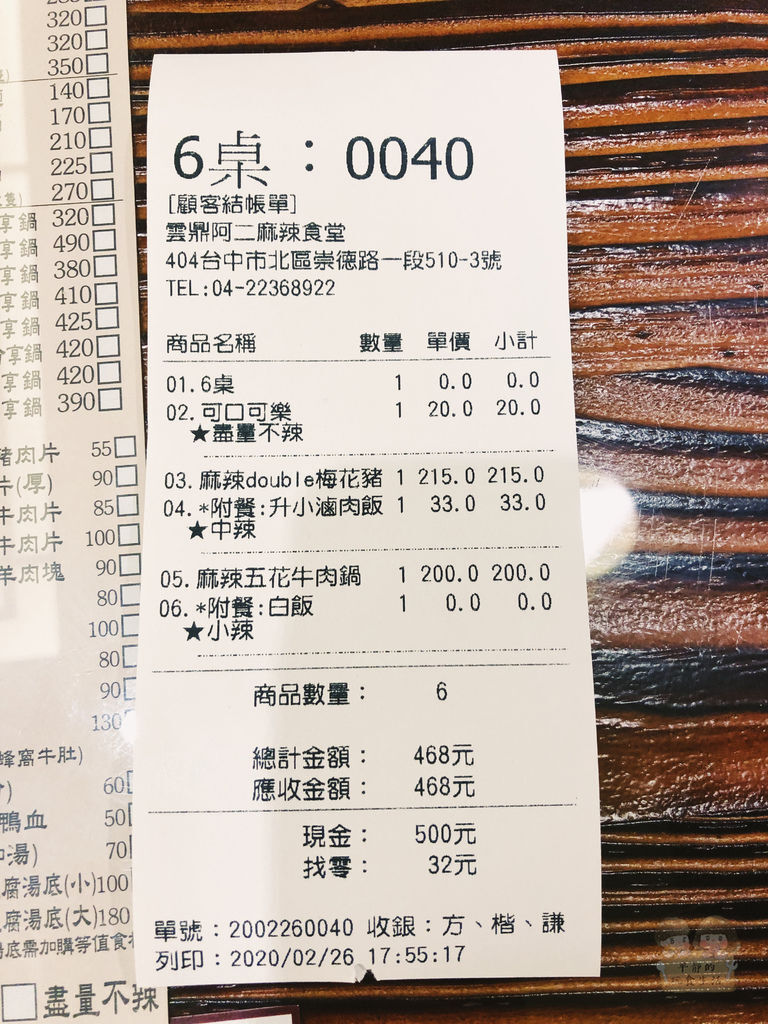 320
320
350
140
170
210
225
270
享鍋 320
享鍋 490
享鍋 380
享鍋 410
享鍋 425
享鍋 420
享鍋 420
享鍋 390
豬肉片 55
片(厚) 90
牛肉片 85
牛肉片 100
羊肉塊 90
80
100
80
90
130
蜂窩牛肚)
60
鴨血 50
70
腐湯底(小)100
腐湯底(大)180
湯底需加購等值食
盡量不辣
6桌：0040
[顧客結帳單]
雲鼎阿二麻辣食堂
404台中市北區崇德路一段510-3號
TEL:04-22368922
商品名稱 數量 單價 小計
01.6桌 1 0.0 0.0
02.可口可樂 1 20.0 20.0
★盡量不辣
03.麻辣double梅花豬 1 215.0 215.0
04.*附餐:升小滷肉飯 1 33.0 33.0
★中辣
05.麻辣五花牛肉鍋 1 200.0 200.0
06.*附餐:白飯 1 0.0 0.0
★小辣
商品數量： 6
總計金額： 468元
應收金額： 468元
現金： 500元
找零： 32元
單號：2002260040 收銀：方、楷、謙
列印：2020/02/26 17:55:17